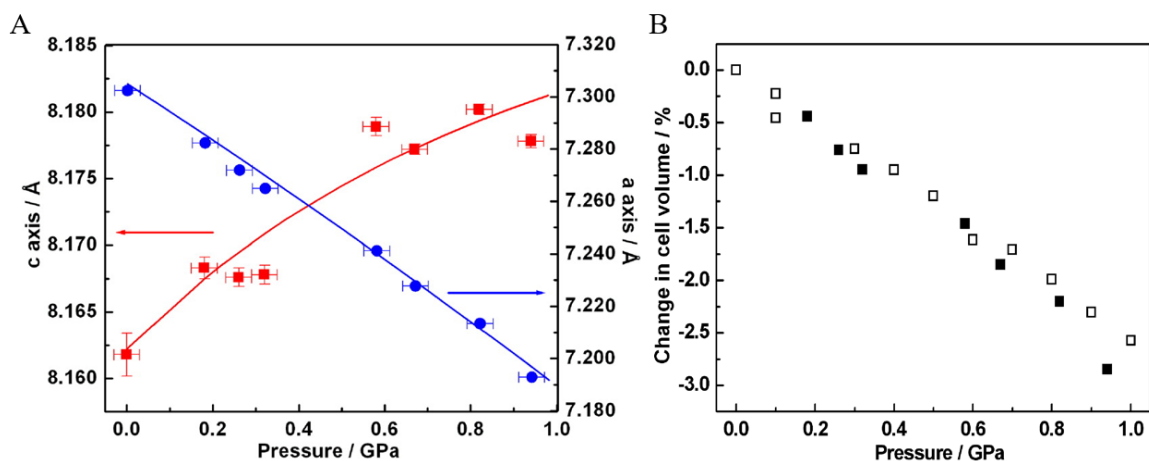 A
c axis / Å
8.185
8.180
8.175
8.170
8.165
8.160
0.0 0.2 0.4 0.6 0.8 1.0
Pressure / GPa
7.320
7.300
7.280
7.260
7.240
7.220
7.200
7.180
a axis / Å
B
Change in cell volume / %
0.0
-0.5
-1.0
-1.5
-2.0
-2.5
-3.0
0.0 0.2 0.4 0.6 0.8 1.0
Pressure / GPa